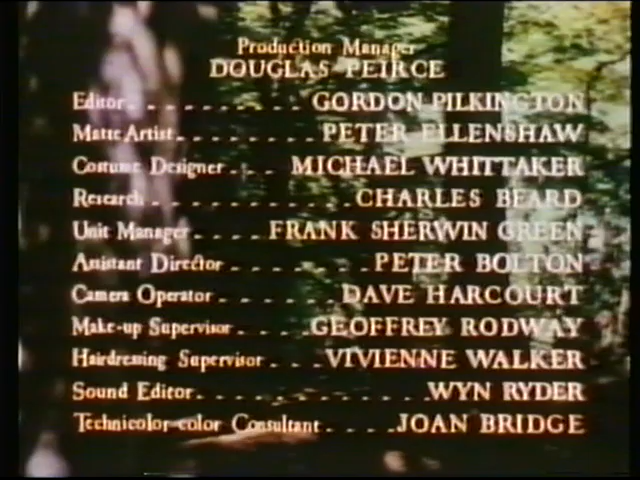 Production Manager
DOUGLAS PEIRCE
Editor. . . . . . . . . . . GORDON PILKINGTON
Matte Artist. . . . . . . . PETER ELLENSHAW
Costume Designer. . . . MICHAEL WHITTAKER
Research. . . . . . . . . . . . CHARLES BEARD
Unit Manager. . . . . FRANK SHERWIN GREEN
Assistant Director. . . . . . . PETER BOLTON
Camera Operator. . . . . . . DAVE HARCOURT
Make-up Supervisor. . . . GEOFFREY RODWAY
Hairdressing Supervisor. . . VIVIENNE WALKER
Sound Editor. . . . . . . . . . . . WYN RYDER
Technicolor color Consultant. . . . JOAN BRIDGE